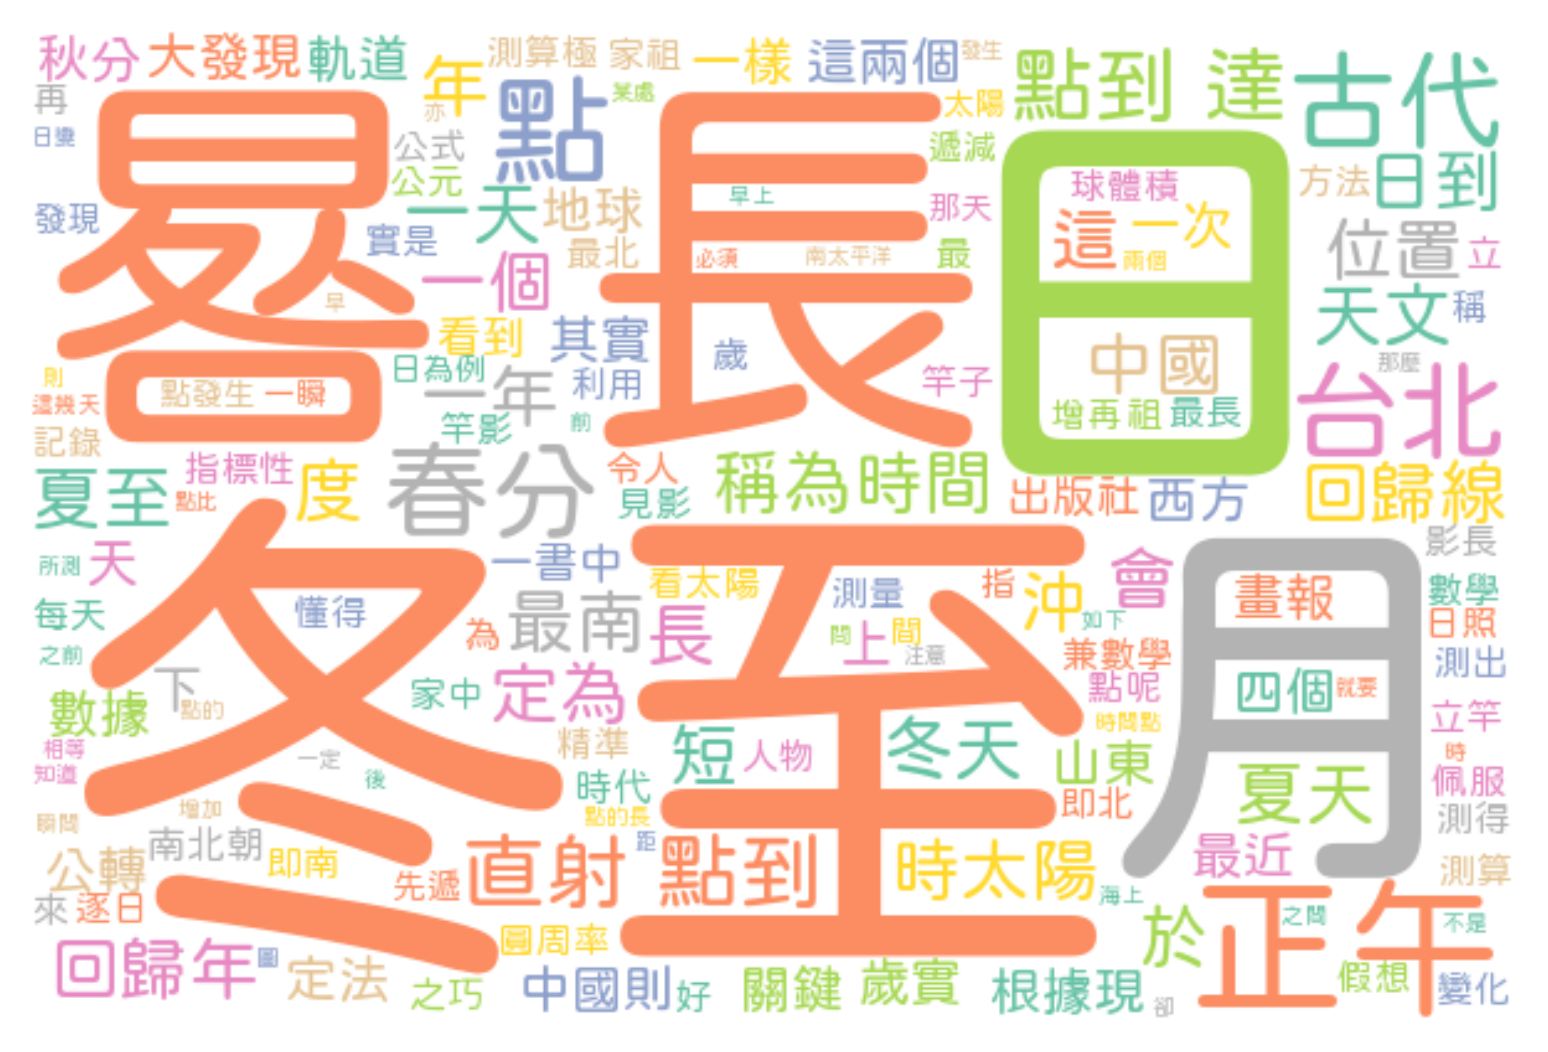 秋分 大發現 軌道 年 測算極 家祖 一樣 這兩個 發生 點到 達 古代
再 亦 點 某處 太陽
日變 公式 遞減 日到
晷 長 日 公元 早上 那天 球體積 方法
發現 實是 一天 地球 最北 必須 南太平洋 最 這 一次 兩個 位置 立
早 一個 天文 稱
看到 其實 歲 中國 那麼
則 日為例 一年 利用 竿子 台北
這幾天 點發生 一瞬 竿影 前 增再祖 最長
記錄
夏至 指標性 點比 度 春分 令人 見影 稱為 時間 出版社 西方 回歸線
影長
冬至 月
所測 天 一書中 看太陽 測量 指 沖 會 畫報 數學
每天 懂得 為 最南 長 問 上 間 注意 如下 兼數學 日照
之前 下 點的 家中 定為 點呢 四個 就要 測出
數據 精準 短 人物 冬天 時間點 山東 立竿
相等 知道 一定 後 時代 即北 夏天 時 佩服
瞬間 增加 點的長 測得
公轉 南北朝 即南 先遞 直射 距 點到 時太陽 海上 最近 測算
來 逐日 正午
回歸年 圖 定法 之巧 圓周率 中國則 好 關鍵 歲實 根據現 卻 於 之間 不是 假想 變化